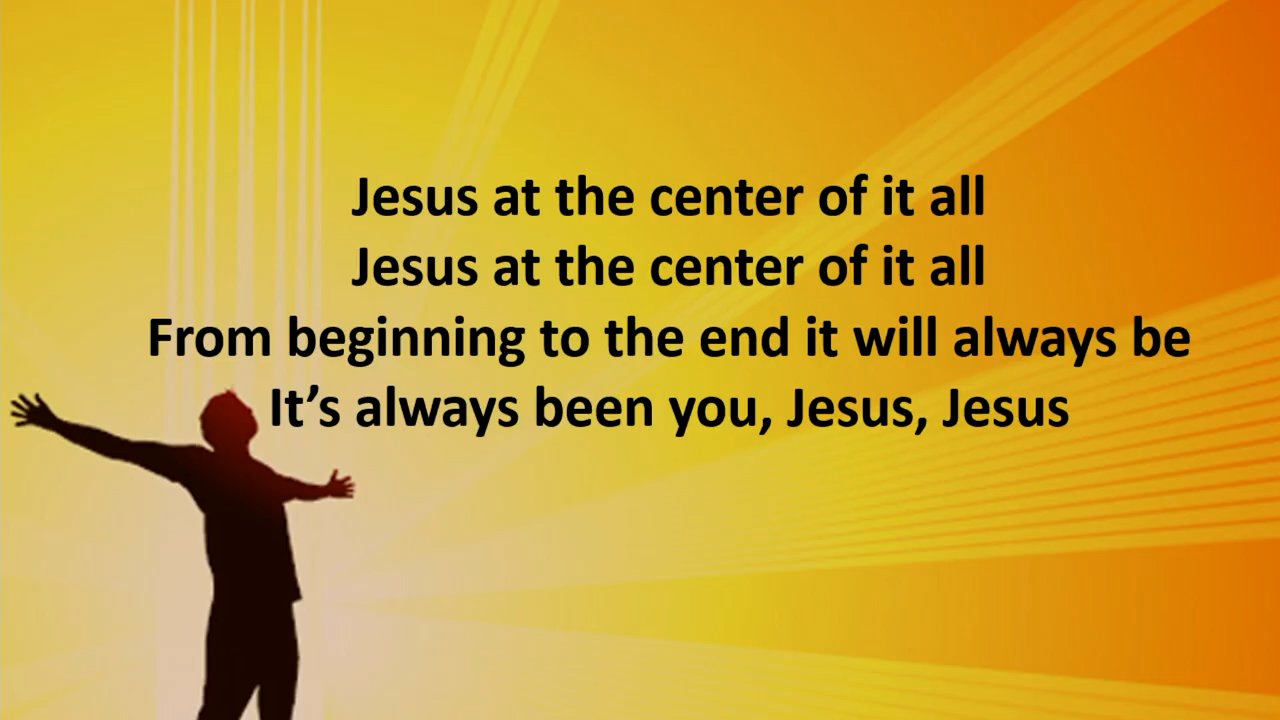 Jesus at the center of it all
Jesus at the center of it all
From beginning to the end it will always be
It’s always been you, Jesus, Jesus